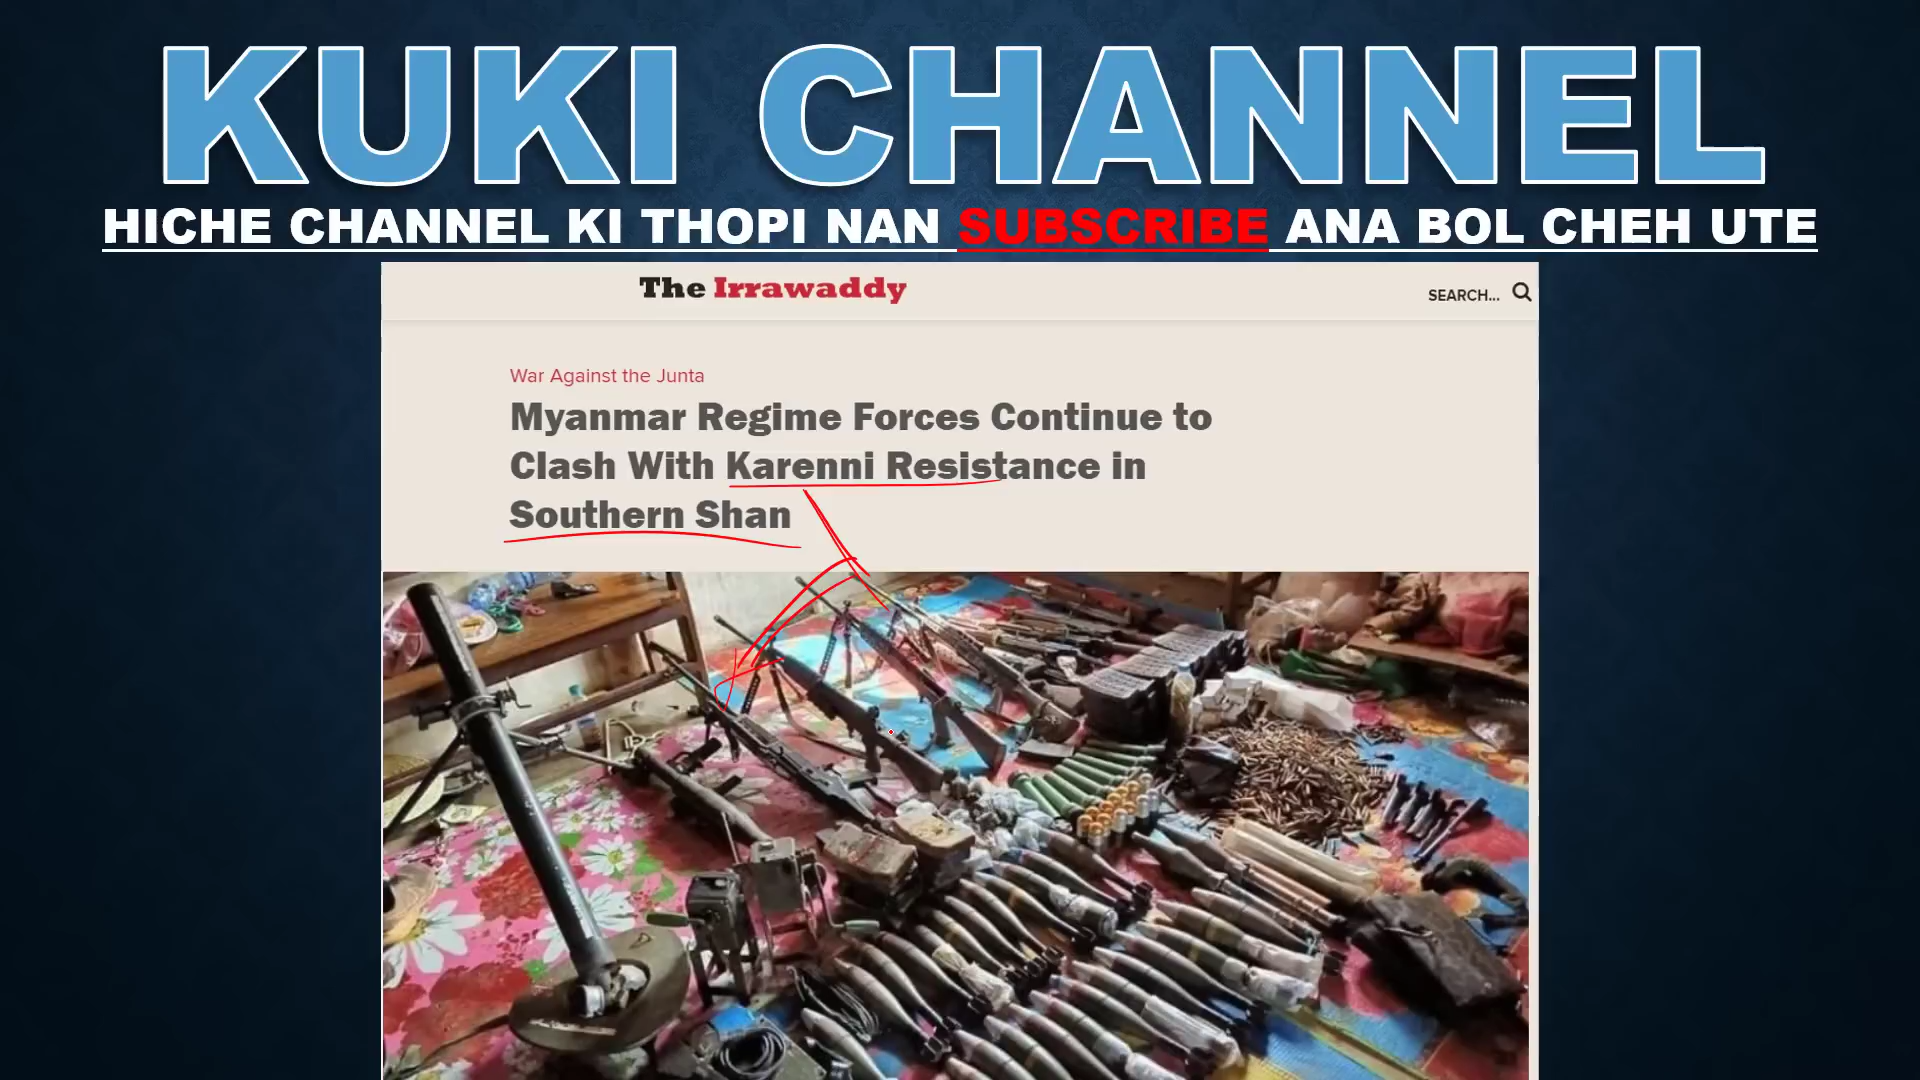 KUKI CHANNEL
HICHE CHANNEL KI THOPI NAN SUBSCRIBE ANA BOL CHEH UTE
The Irrawaddy
SEARCH...
War Against the Junta
Myanmar Regime Forces Continue to
Clash With Karenni Resistance in
Southern Shan